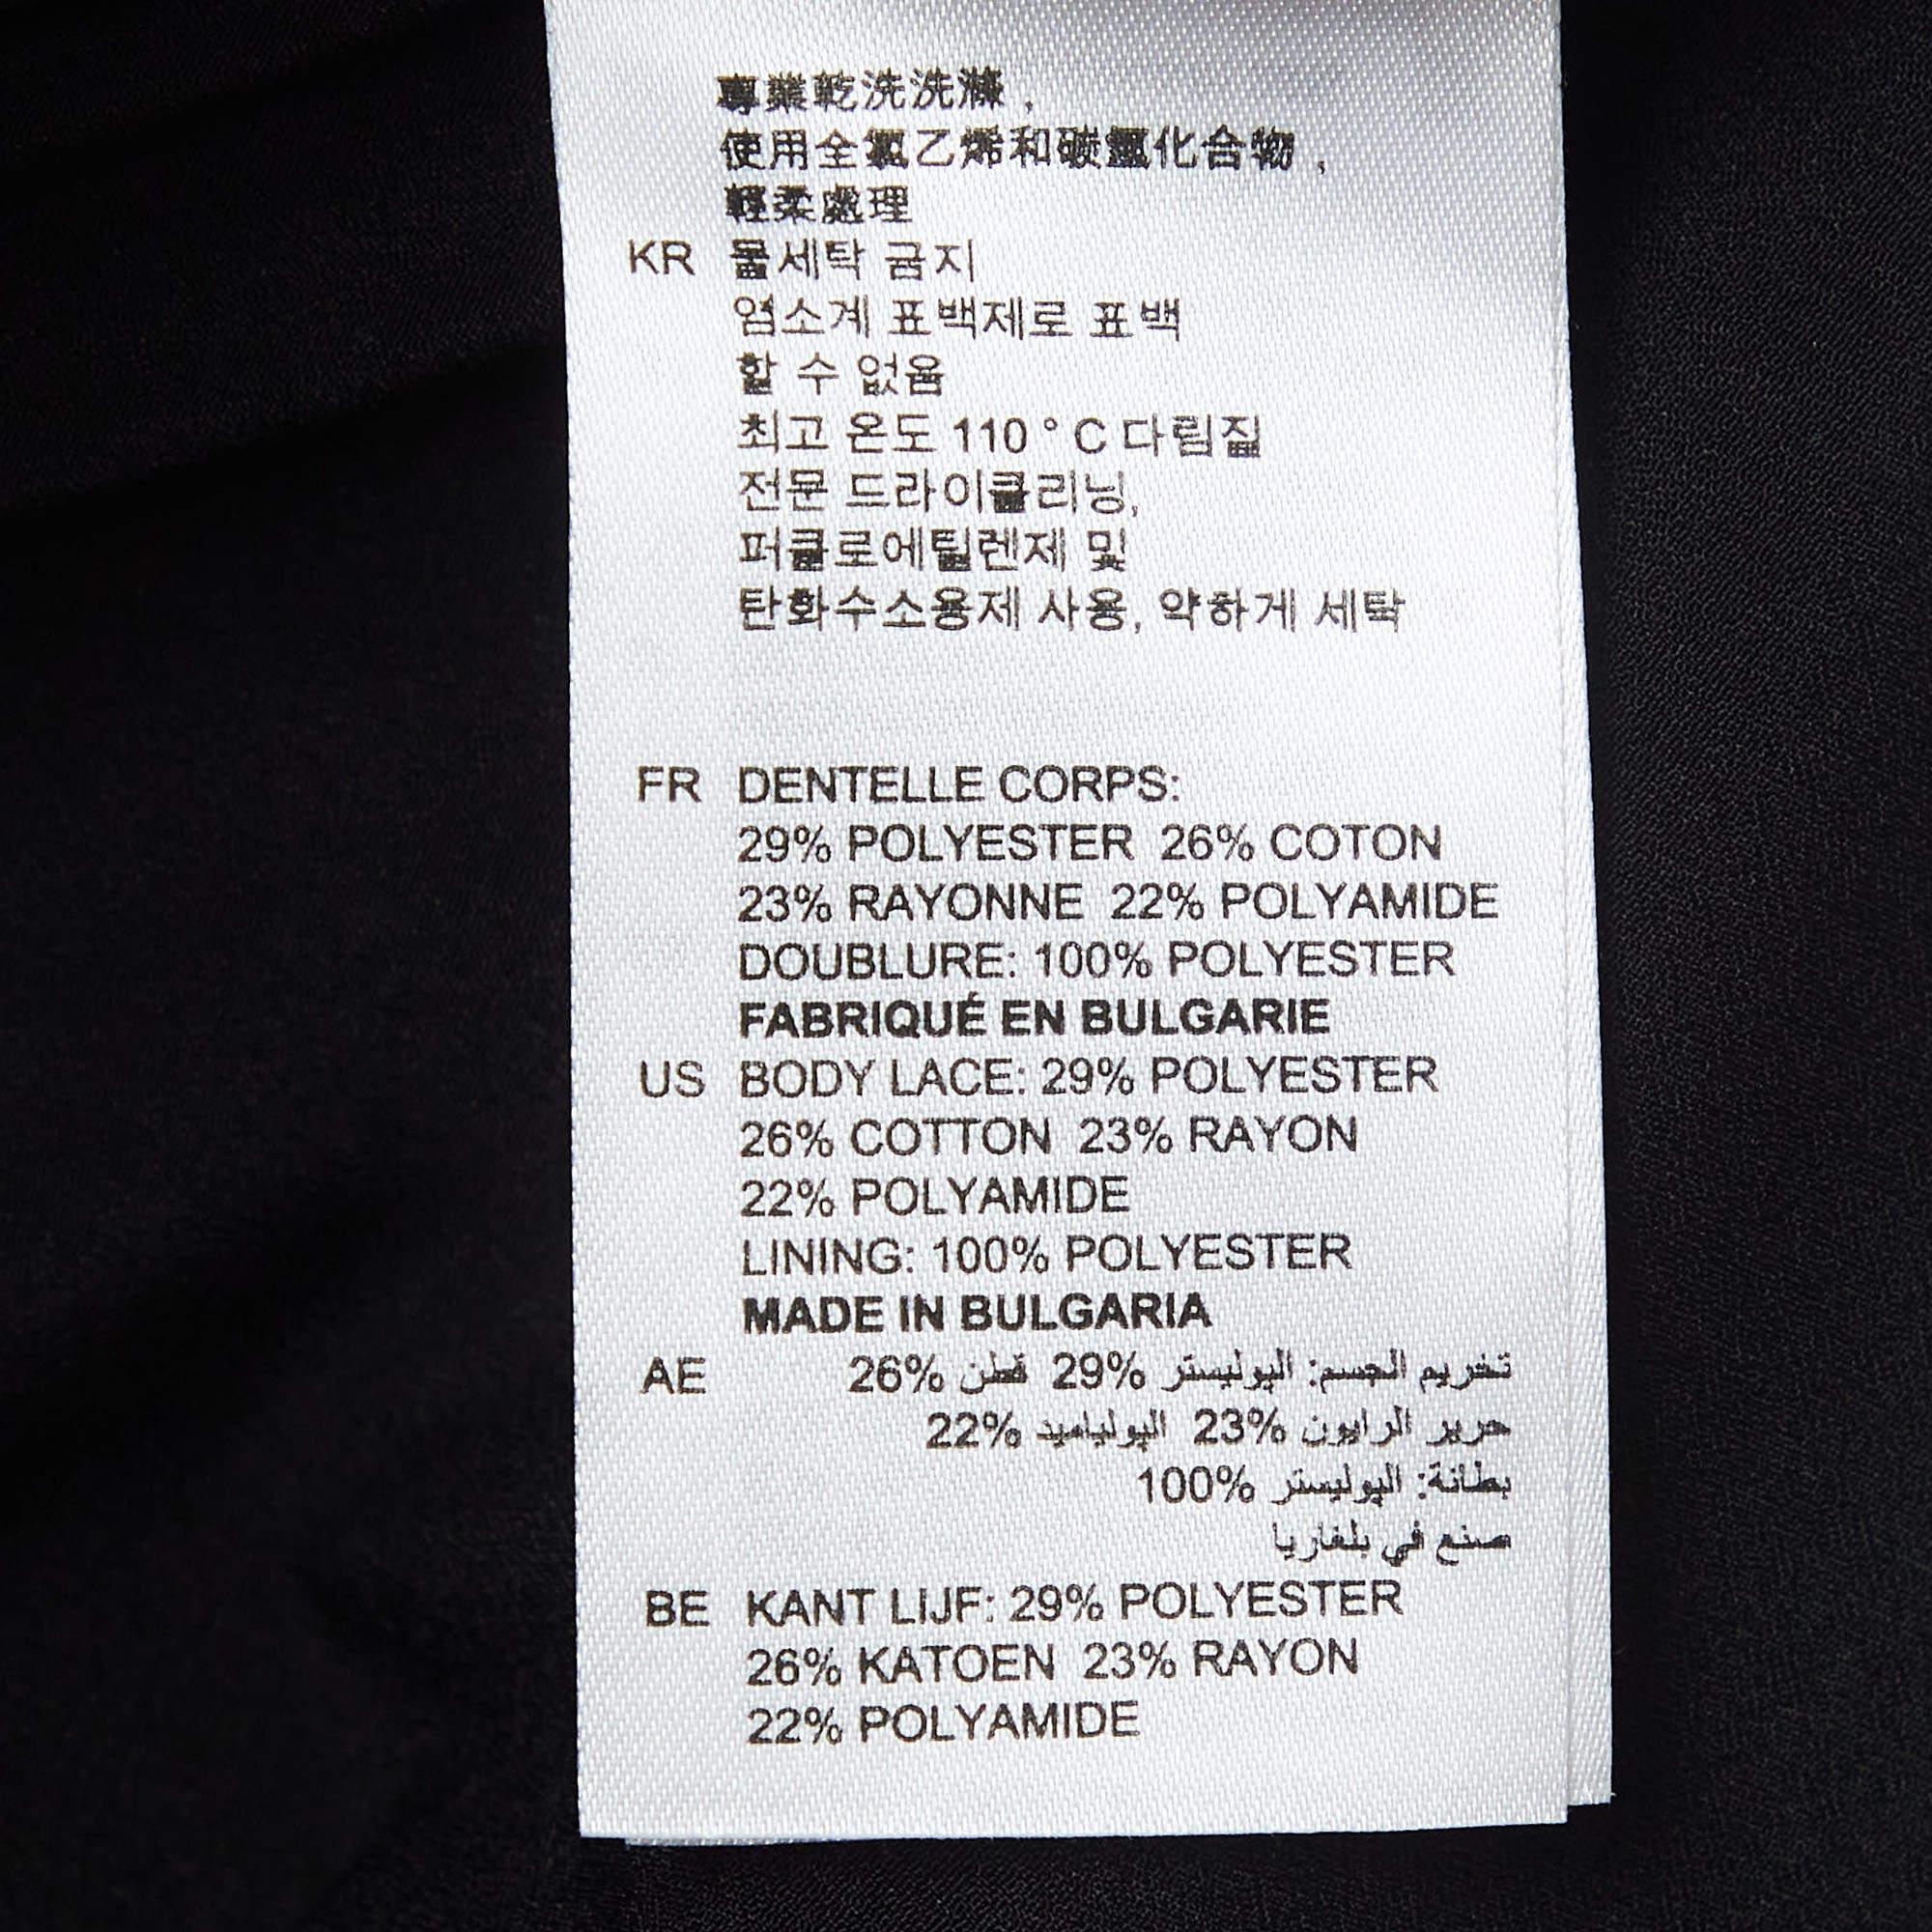 專業乾洗洗滌，
使用全氯乙烯和碳氫化合物，
輕柔處理
KR 물세탁 금지
염소계 표백제로 표백
할 수 없음
최고 온도 110 ° C 다림질
전문 드라이클리닝,
퍼클로에틸렌제 및
탄화수소용제 사용, 약하게 세탁
FR DENTELLE CORPS:
29% POLYESTER 26% COTON
23% RAYONNE 22% POLYAMIDE
DOUBLURE: 100% POLYESTER
FABRIQUÉ EN BULGARIE
US BODY LACE: 29% POLYESTER
26% COTTON 23% RAYON
22% POLYAMIDE
LINING: 100% POLYESTER
MADE IN BULGARIA
AE تخريم الجسم: البوليستر 29% قطن 26%
حرير الرايون 23% البولياميد 22%
بطانة: البوليستر 100%
صنع في بلغاريا
BE KANT LIJF: 29% POLYESTER
26% KATOEN 23% RAYON
22% POLYAMIDE